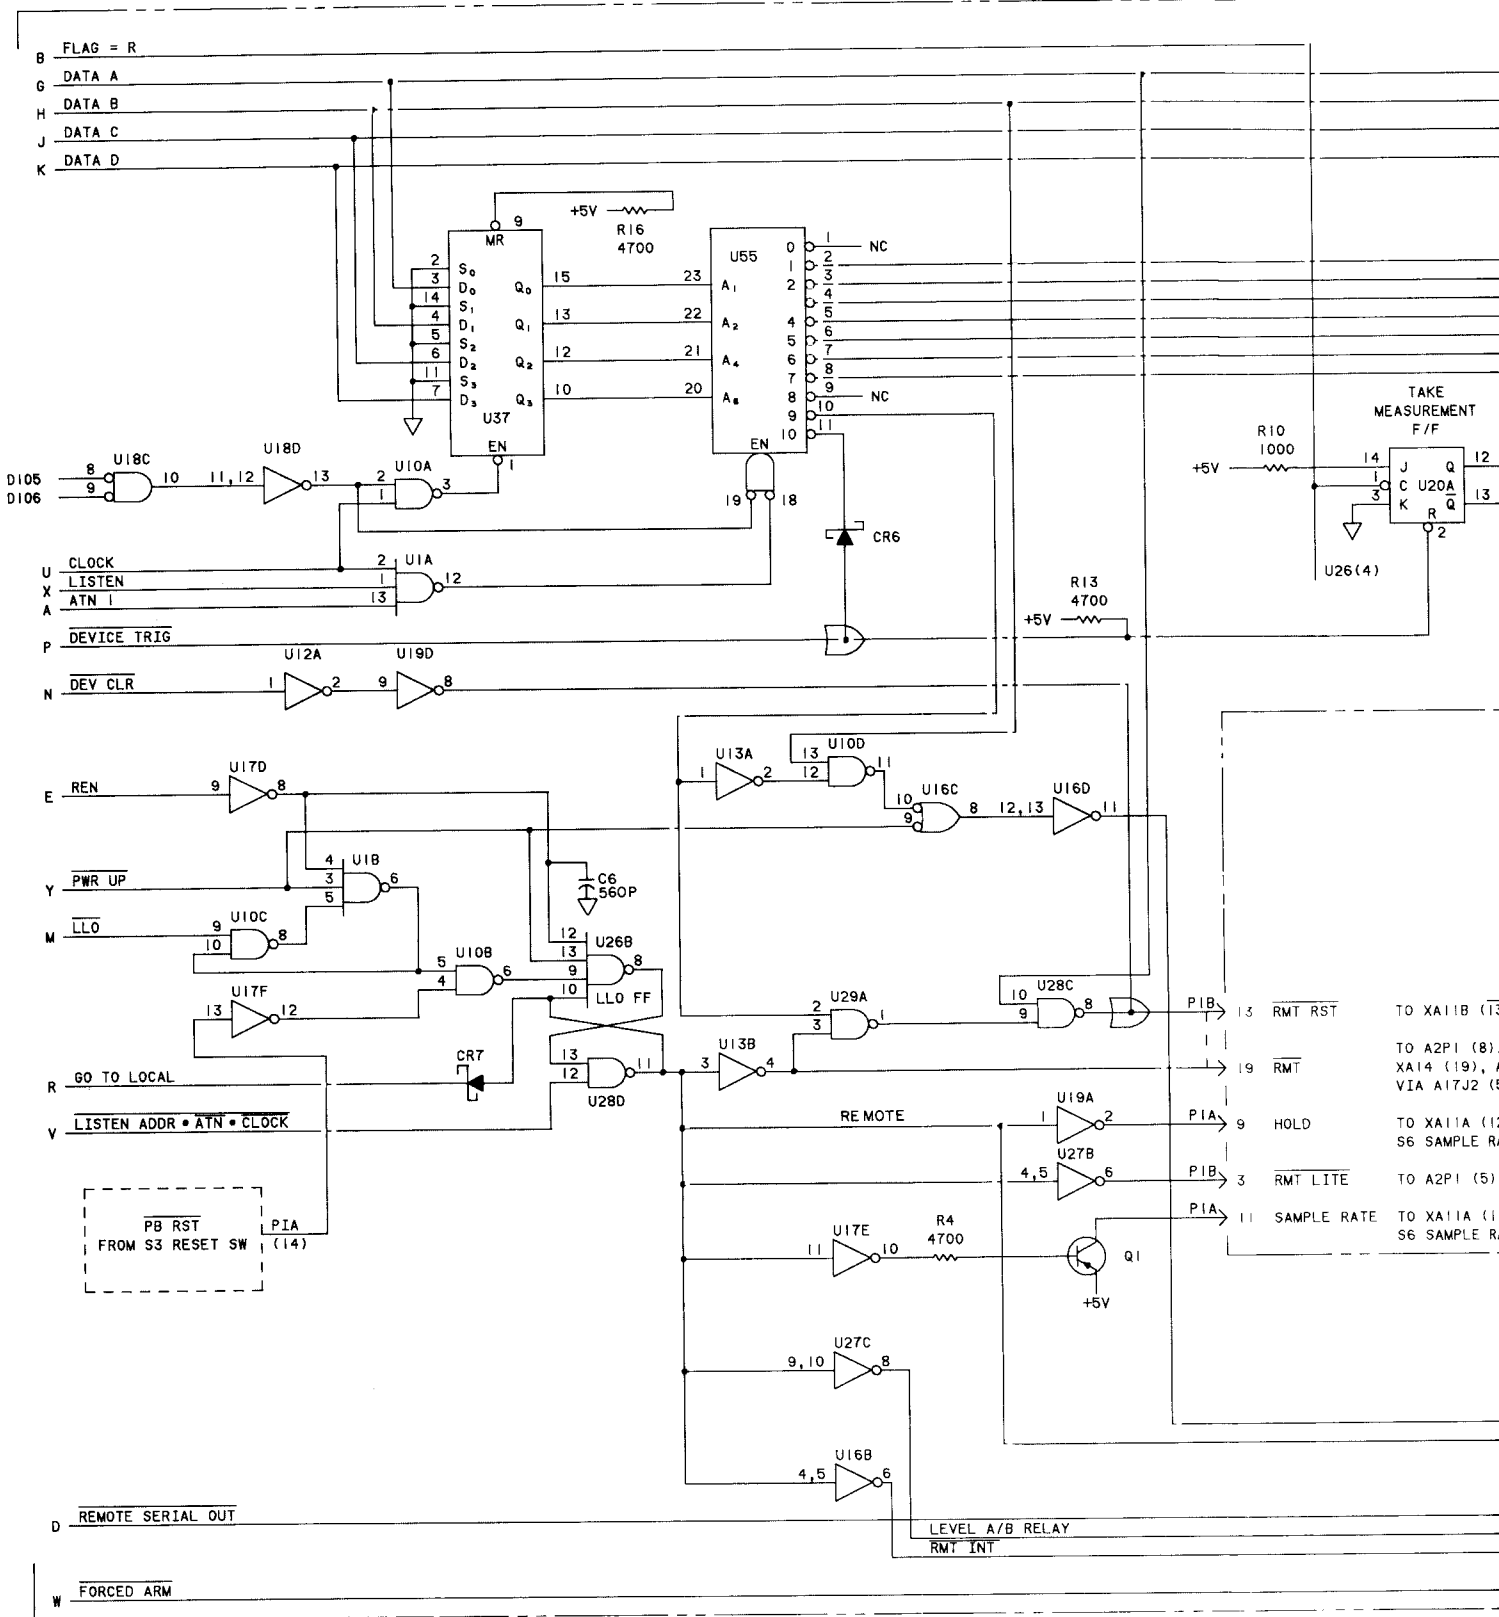 B FLAG = R
G DATA A
H DATA B
J DATA C
K DATA D
+5V
R16
4700
9
MR
2 S0
3 D0
14 S1
4 D1
5 S2
6 D2
11 S3
7 D3
Q0 15
Q1 13
Q2 12
Q3 10
U37
EN
1
U55
23 A1
22 A2
21 A4
20 A8
0 1 NC
1 2
2 3
4
4 5
5 6
6 7
7 8
8 9 NC
9 10
10 11
EN
19 18
TAKE
MEASUREMENT
F/F
R10
1000
+5V
14 J Q 12
1 C U20A
3 K Q 13
R
2
U26(4)
DIO5 8
DIO6 9
U18C
10
11,12
U18D
13
U10A
2
1
3
CR6
U CLOCK
X LISTEN
A ATN 1
2
1
13
U1A
12
R13
4700
+5V
P DEVICE TRIG
N DEV CLR
1 U12A 2
9 U19D 8
E REN
9 U17D 8
1 U13A 2
13
12
U10D
11
10
9
U16C
8
12,13
U16D
11
Y PWR UP
4
3
5
U1B
6
C6
560P
M LLO
9
10
U10C
8
5
4
U10B
6
12
13
9
10
U26B
8
LLO FF
13 U17F 12
2
3
U29A
1
10
9
U28C
8
P1B 13 RMT RST TO XA11B (13
TO A2P1 (8),
19 RMT XA14 (19), A
VIA A17J2 (5
R GO TO LOCAL
CR7
13
12
11
U28D
3 U13B 4
V LISTEN ADDR • ATN • CLOCK
REMOTE
1 U19A 2
P1A 9 HOLD TO XA11A (12
S6 SAMPLE RA
4,5 U27B 6
P1B 3 RMT LITE TO A2P1 (5)
P1A 11 SAMPLE RATE TO XA11A (1
S6 SAMPLE RA
PB RST
FROM S3 RESET SW
P1A
(14)
11 U17E 10
R4
4700
Q1
+5V
9,10 U27C 8
4,5 U16B 6
D REMOTE SERIAL OUT
LEVEL A/B RELAY
RMT INT
W FORCED ARM